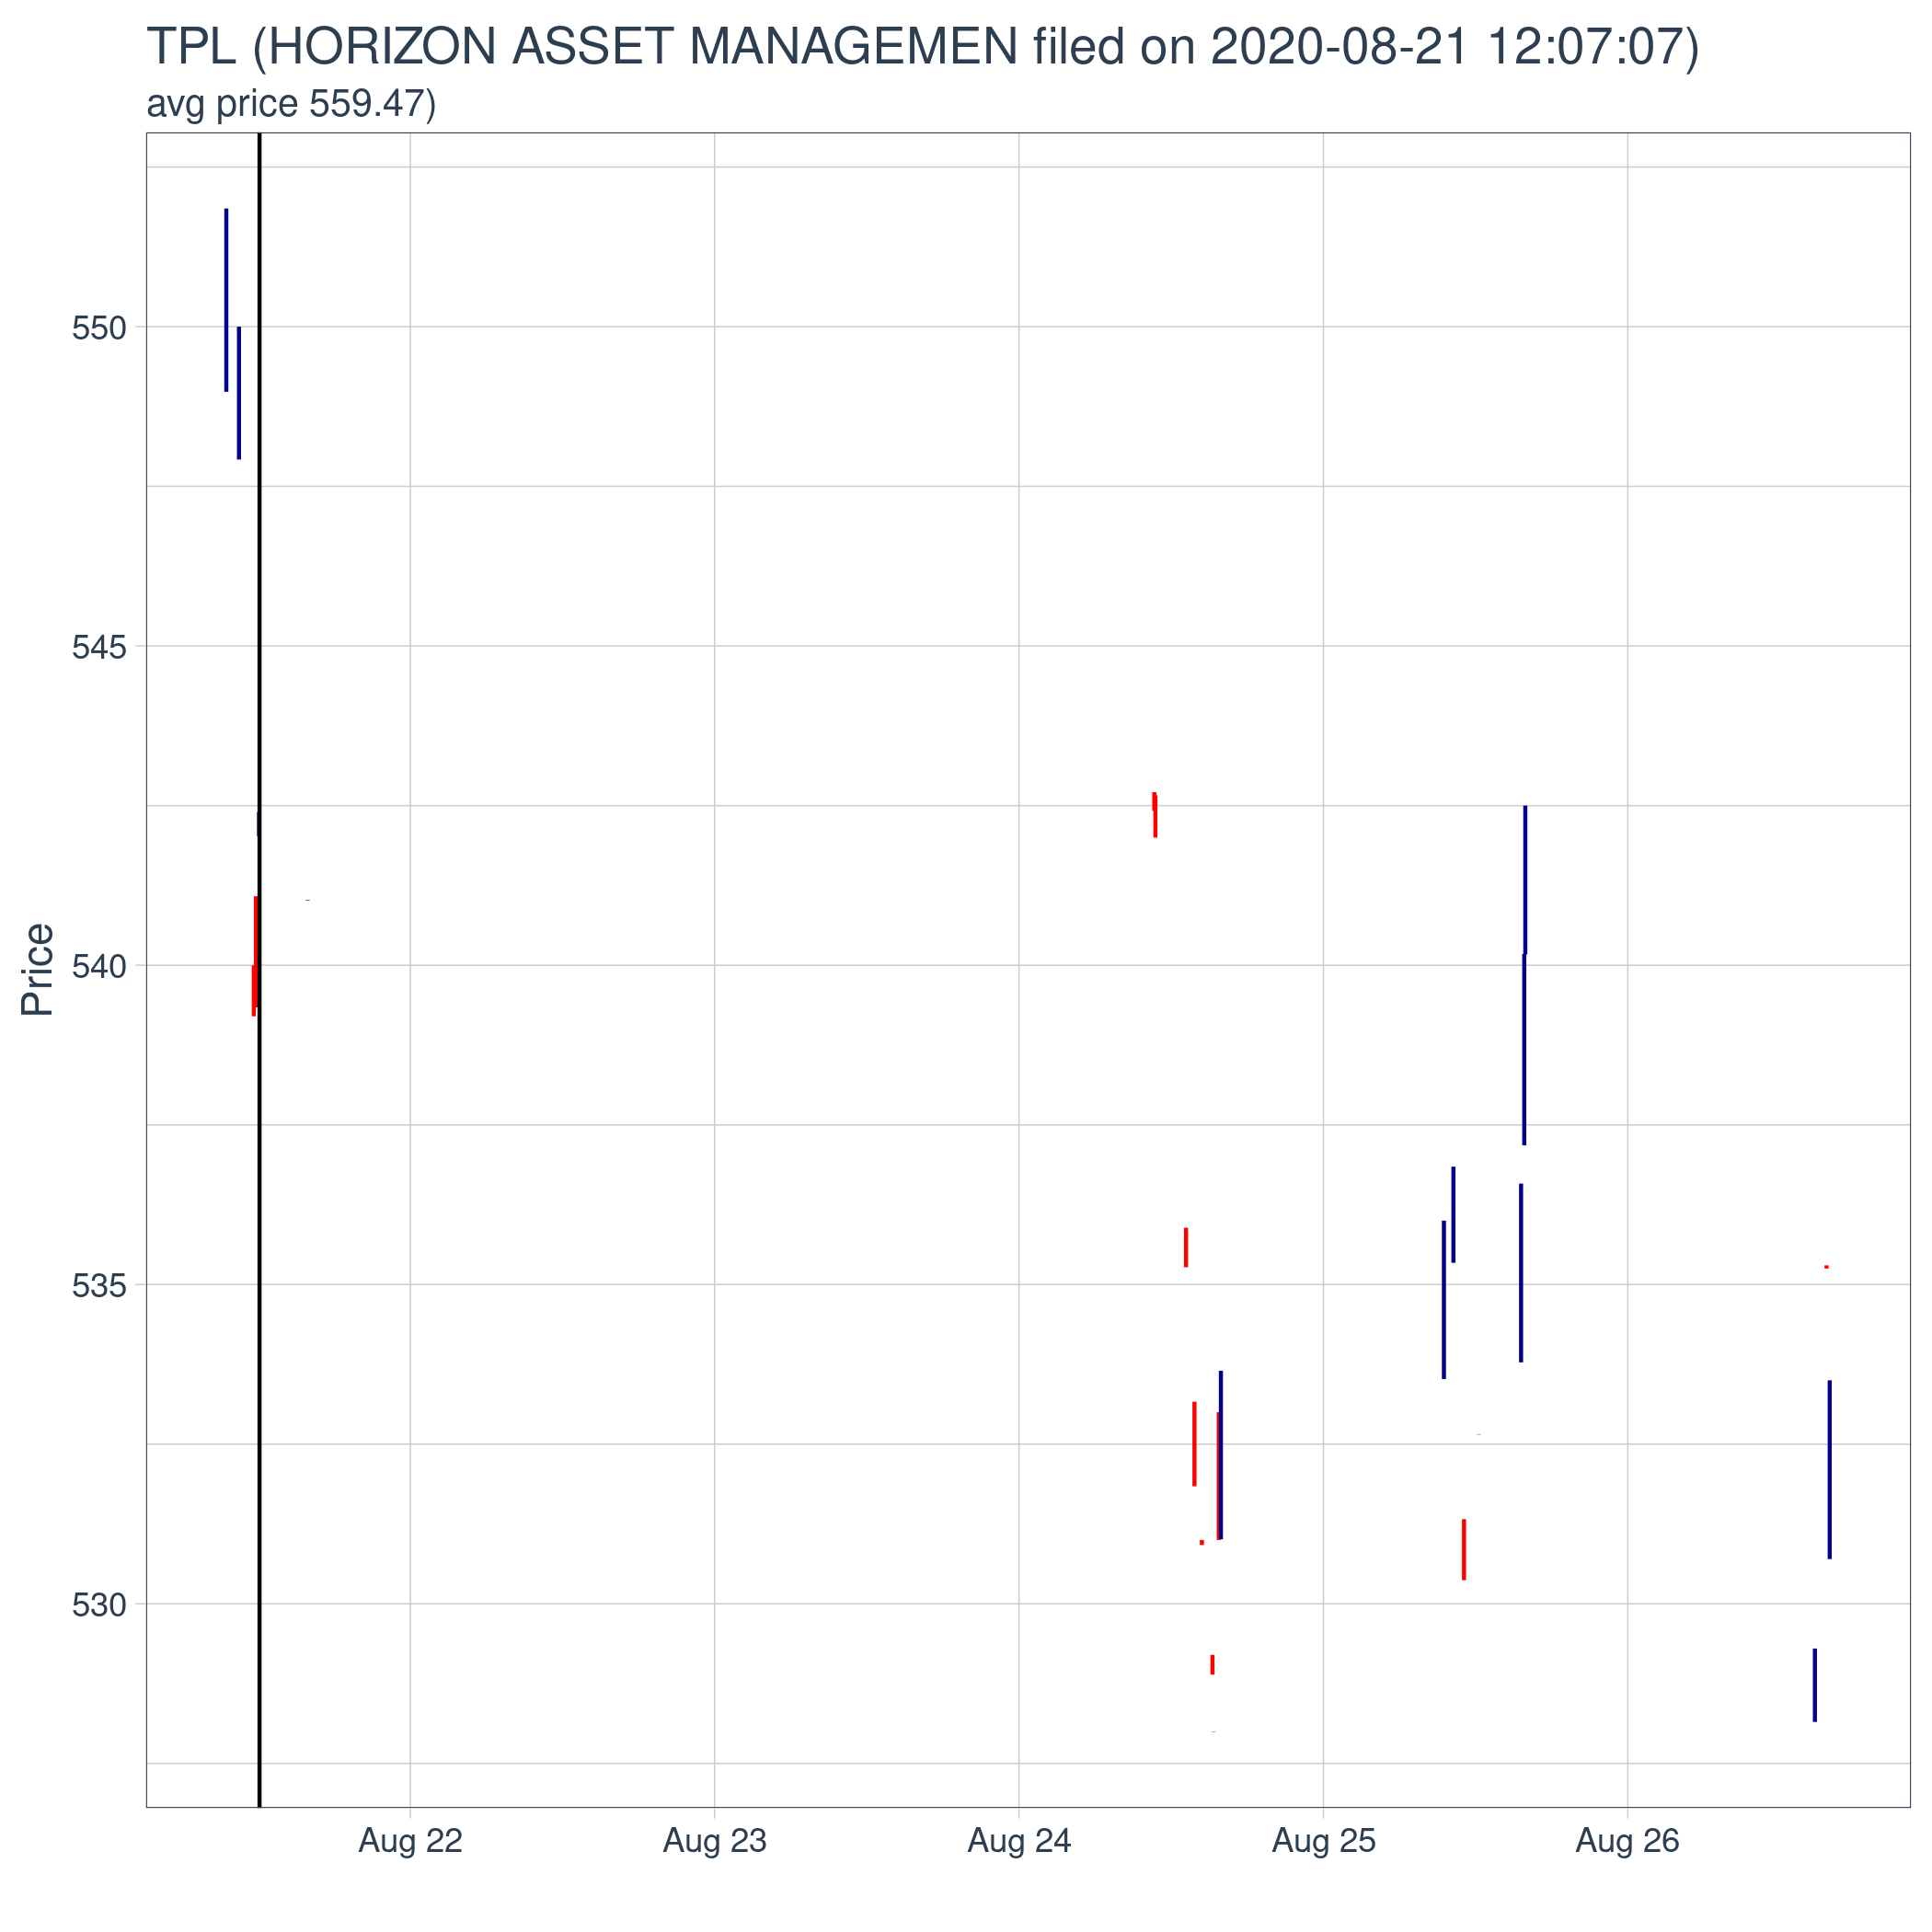 TPL (HORIZON ASSET MANAGEMEN filed on 2020-08-21 12:07:07)
avg price 559.47)
550
545
540
535
530
Price
Aug 22 Aug 23 Aug 24 Aug 25 Aug 26